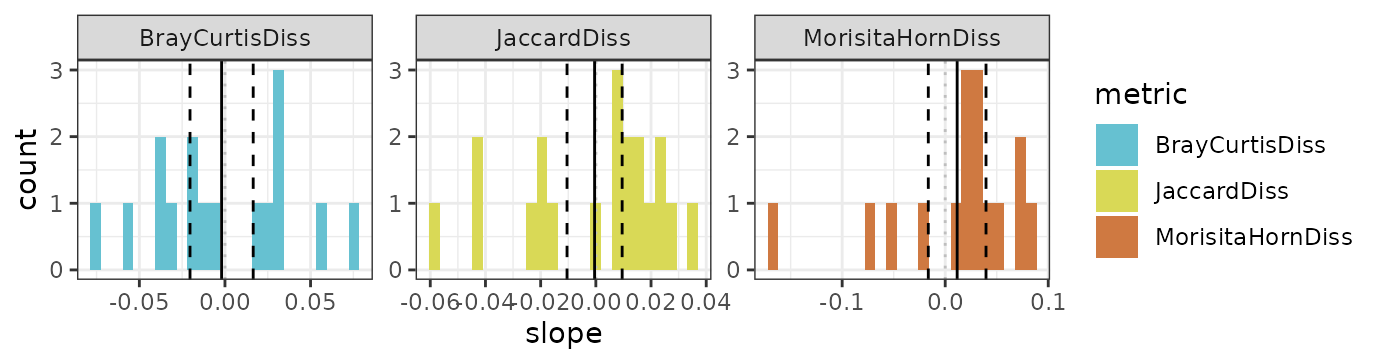 BrayCurtisDiss JaccardDiss MorisitaHornDiss
count
3
2
1
0
3
2
1
0
3
2
1
0
-0.05 0.00 0.05
-0.06 -0.04 -0.02 0.00 0.02 0.04
-0.1 0.0 0.1
slope
metric
BrayCurtisDiss
JaccardDiss
MorisitaHornDiss